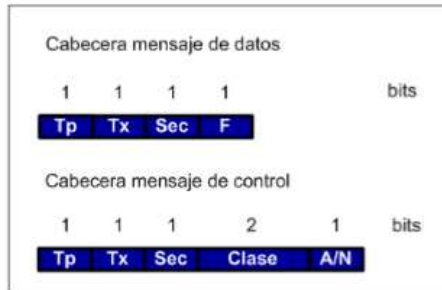 Cabecera mensaje de datos
1 1 1 1 bits
Tp Tx Sec F
Cabecera mensaje de control
1 1 1 2 1 bits
Tp Tx Sec Clase A/N